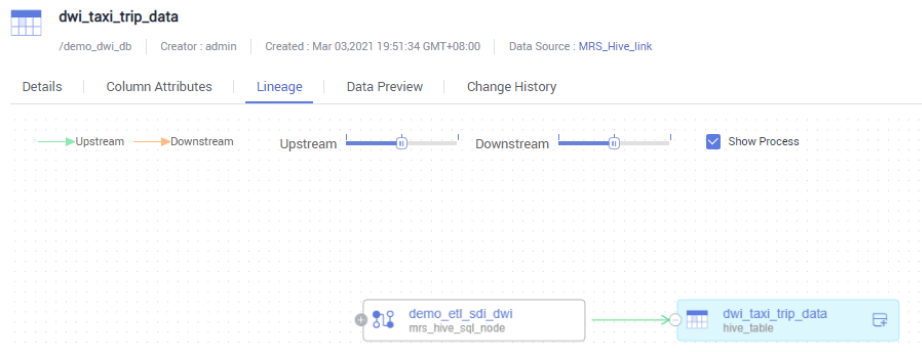 dwi_taxi_trip_data
/demo_dwi_db Creator : admin Created : Mar 03,2021 19:51:34 GMT+08:00 Data Source : MRS_Hive_link
Details Column Attributes Lineage Data Preview Change History
Upstream Downstream Upstream Downstream Show Process
demo_etl_sdi_dwi dwi_taxi_trip_data
mrs_hive_sql_node hive_table